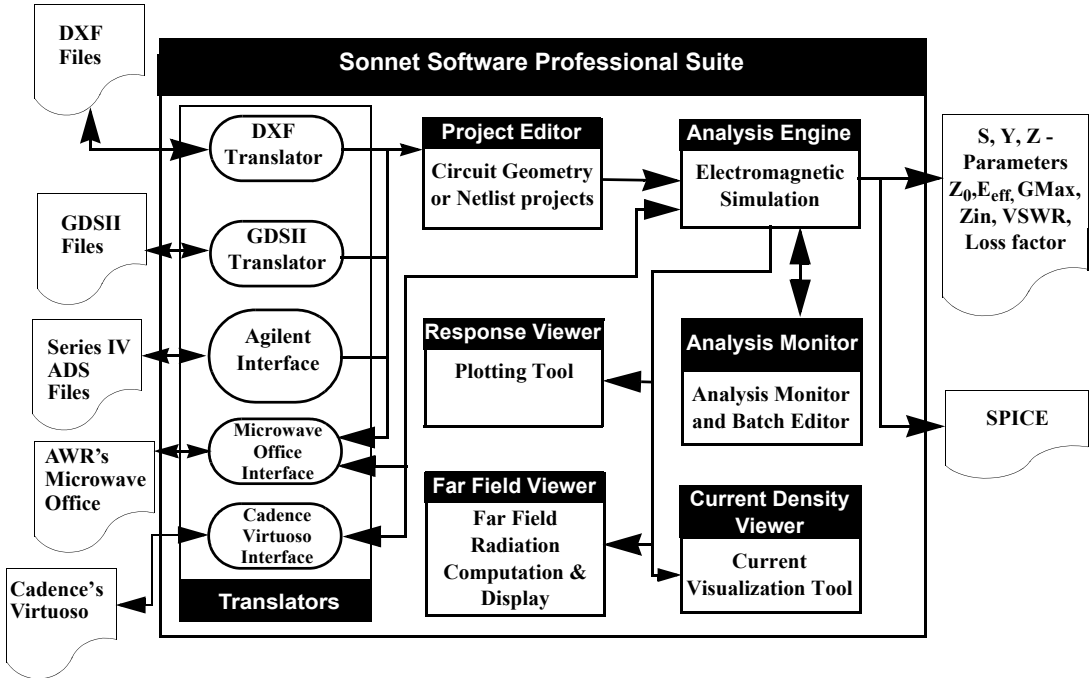 DXF
Files
GDSII
Files
Series IV
ADS
Files
AWR's
Microwave
Office
Cadence's
Virtuoso
Sonnet Software Professional Suite
DXF
Translator
GDSII
Translator
Agilent
Interface
Microwave
Office
Interface
Cadence
Virtuoso
Interface
Translators
Project Editor
Circuit Geometry
or Netlist projects
Response Viewer
Plotting Tool
Far Field Viewer
Far Field
Radiation
Computation &
Display
Analysis Engine
Electromagnetic
Simulation
Analysis Monitor
Analysis Monitor
and Batch Editor
Current Density
Viewer
Current
Visualization Tool
S, Y, Z -
Parameters
Z0,Eeff, GMax,
Zin, VSWR,
Loss factor
SPICE